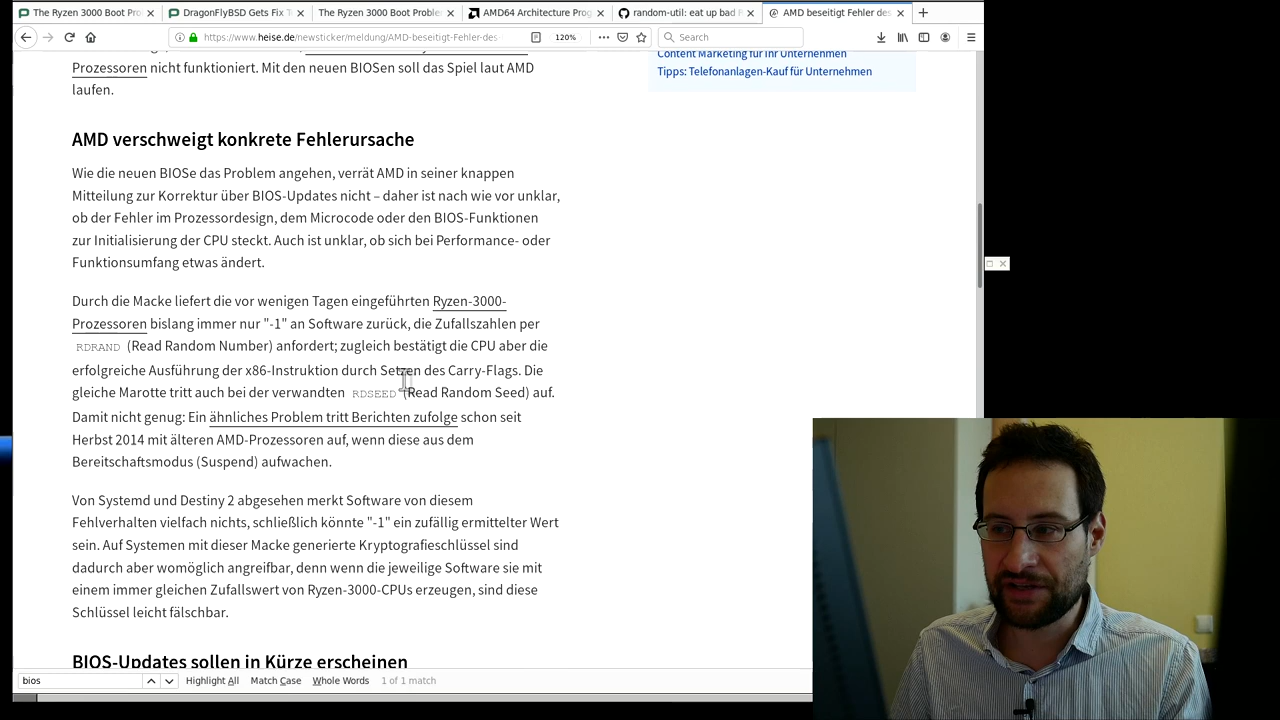 The Ryzen 3000 Boot Pro
DragonFlyBSD Gets Fix T
The Ryzen 3000 Boot Proble
AMD64 Architecture Prog
random-util: eat up bad R
AMD beseitigt Fehler des
https://www.heise.de/newsticker/meldung/AMD-beseitigt-Fehler-des
120%
Search
Content Marketing für Ihr Unternehmen
Tipps: Telefonanlagen-Kauf für Unternehmen
Prozessoren nicht funktioniert. Mit den neuen BIOSen soll das Spiel laut AMD
laufen.
AMD verschweigt konkrete Fehlerursache
Wie die neuen BIOSe das Problem angehen, verrät AMD in seiner knappen
Mitteilung zur Korrektur über BIOS-Updates nicht – daher ist nach wie vor unklar,
ob der Fehler im Prozessordesign, dem Microcode oder den BIOS-Funktionen
zur Initialisierung der CPU steckt. Auch ist unklar, ob sich bei Performance- oder
Funktionsumfang etwas ändert.
Durch die Macke liefert die vor wenigen Tagen eingeführten Ryzen-3000-
Prozessoren bislang immer nur "-1" an Software zurück, die Zufallszahlen per
RDRAND (Read Random Number) anfordert; zugleich bestätigt die CPU aber die
erfolgreiche Ausführung der x86-Instruktion durch Setzen des Carry-Flags. Die
gleiche Marotte tritt auch bei der verwandten RDSEED (Read Random Seed) auf.
Damit nicht genug: Ein ähnliches Problem tritt Berichten zufolge schon seit
Herbst 2014 mit älteren AMD-Prozessoren auf, wenn diese aus dem
Bereitschaftsmodus (Suspend) aufwachen.
Von Systemd und Destiny 2 abgesehen merkt Software von diesem
Fehlverhalten vielfach nichts, schließlich könnte "-1" ein zufällig ermittelter Wert
sein. Auf Systemen mit dieser Macke generierte Kryptografieschlüssel sind
dadurch aber womöglich angreifbar, denn wenn die jeweilige Software sie mit
einem immer gleichen Zufallswert von Ryzen-3000-CPUs erzeugen, sind diese
Schlüssel leicht fälschbar.
BIOS-Updates sollen in Kürze erscheinen
bios
Highlight All
Match Case
Whole Words
1 of 1 match